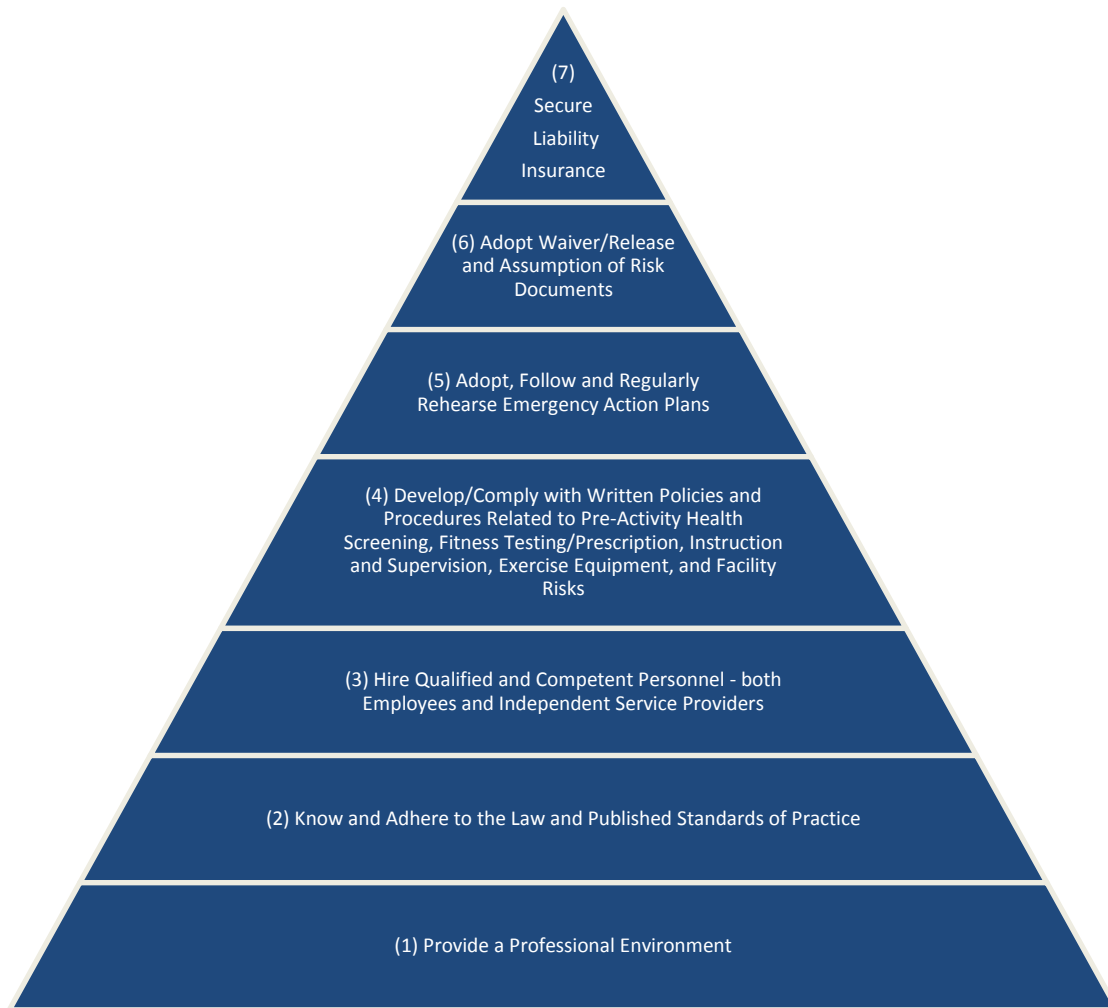 (7)
Secure
Liability
Insurance
(6) Adopt Waiver/Release
and Assumption of Risk
Documents
(5) Adopt, Follow and Regularly
Rehearse Emergency Action Plans
(4) Develop/Comply with Written Policies and
Procedures Related to Pre-Activity Health
Screening, Fitness Testing/Prescription, Instruction
and Supervision, Exercise Equipment, and Facility
Risks
(3) Hire Qualified and Competent Personnel - both
Employees and Independent Service Providers
(2) Know and Adhere to the Law and Published Standards of Practice
(1) Provide a Professional Environment